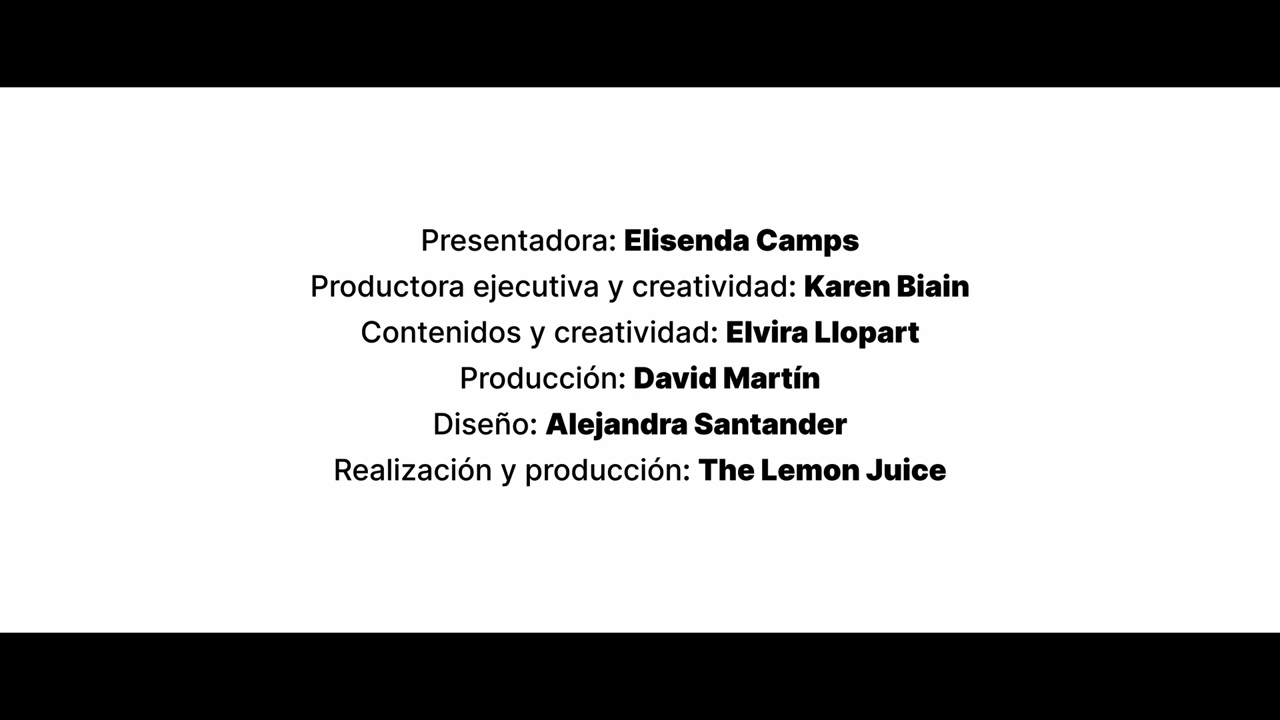 Presentadora: Elisenda Camps
Productora ejecutiva y creatividad: Karen Biain
Contenidos y creatividad: Elvira Llopart
Producción: David Martín
Diseño: Alejandra Santander
Realización y producción: The Lemon Juice